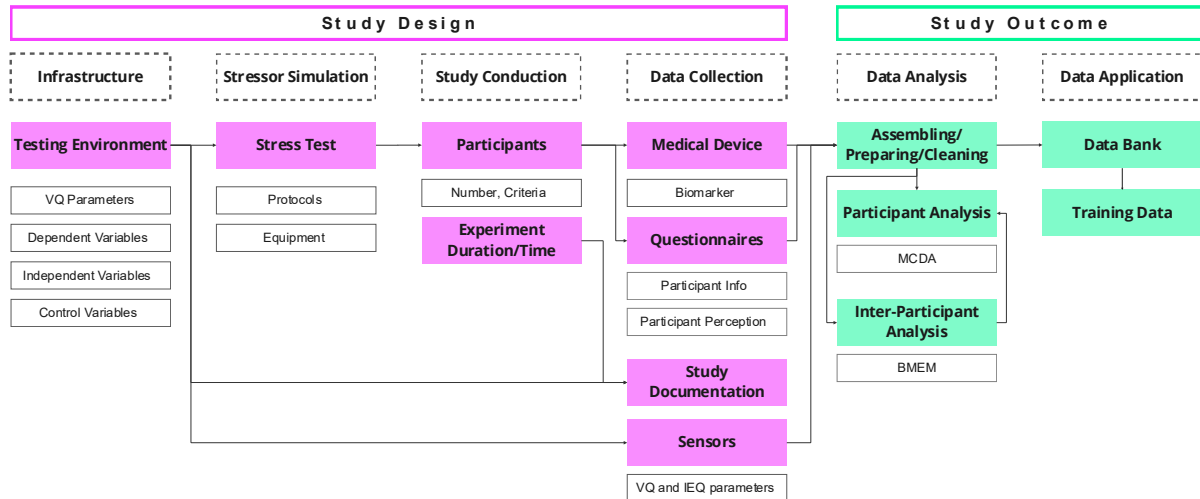 Study Design
Study Outcome
Infrastructure
Stressor Simulation
Study Conduction
Data Collection
Data Analysis
Data Application
Testing Environment
VQ Parameters
Dependent Variables
Independent Variables
Control Variables
Stress Test
Protocols
Equipment
Participants
Number, Criteria
Experiment
Duration/Time
Medical Device
Biomarker
Questionnaires
Participant Info
Participant Perception
Study
Documentation
Sensors
VQ and IEQ parameters
Assembling/
Preparing/Cleaning
Participant Analysis
MCDA
Inter-Participant
Analysis
BMEM
Data Bank
Training Data